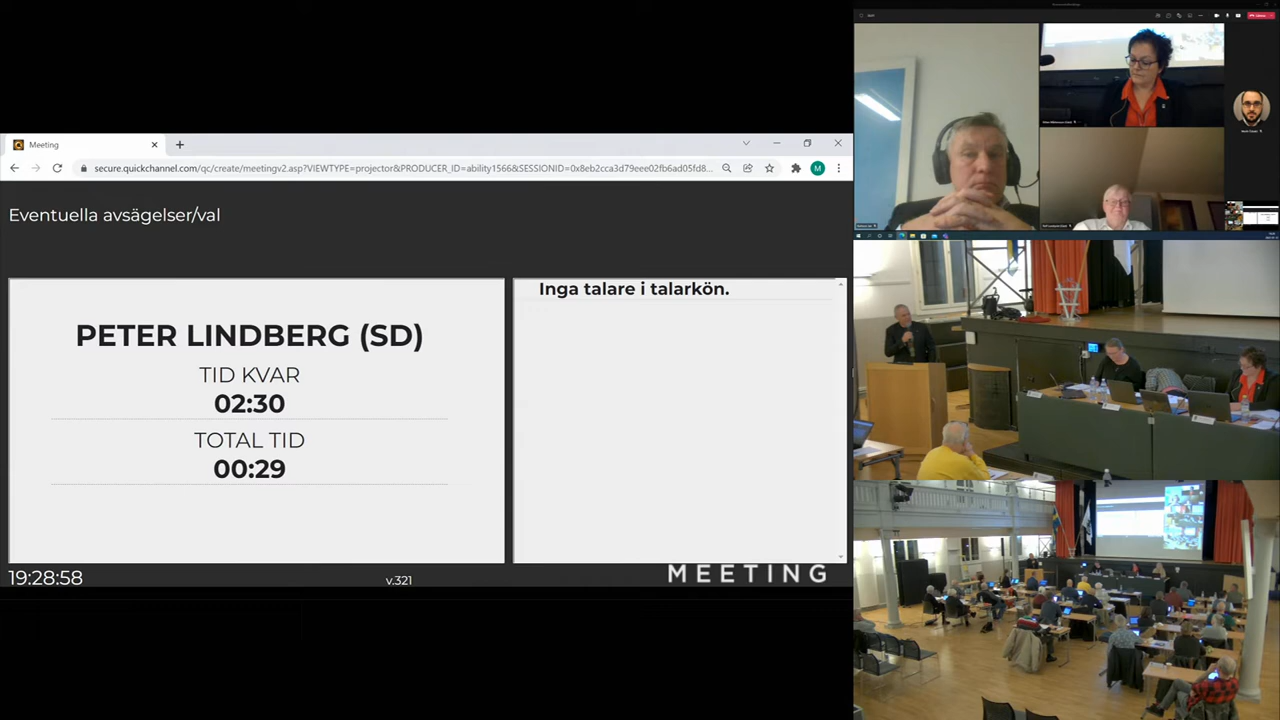 Meeting
secure.quickchannel.com/qc/create/meetingv2.asp?VIEWTYPE=projector&PRODUCER_ID=ability1566&SESSIONID=0x8eb2cca3d79eee02fb6ad05fd8...
M
Eventuella avsägelser/val
PETER LINDBERG (SD)
TID KVAR
02:30
TOTAL TID
00:29
Inga talare i talarkön.
19:28:58
v.321
MEETING